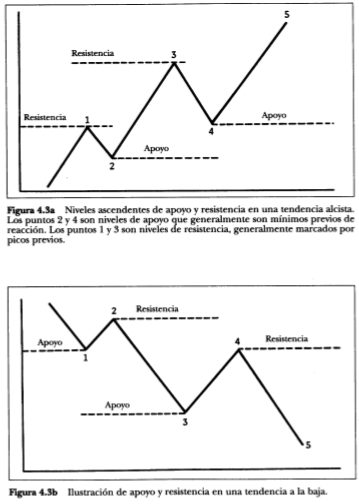 5
Resistencia
3
Resistencia
1
Apoyo
4
Apoyo
2
Figura 4.3a Niveles ascendentes de apoyo y resistencia en una tendencia alcista.
Los puntos 2 y 4 son niveles de apoyo que generalmente son mínimos previos de
reacción. Los puntos 1 y 3 son niveles de resistencia, generalmente marcados por
picos previos.
2
Resistencia
4
Resistencia
Apoyo
1
Apoyo
3
5
Figura 4.3b Ilustración de apoyo y resistencia en una tendencia a la baja.